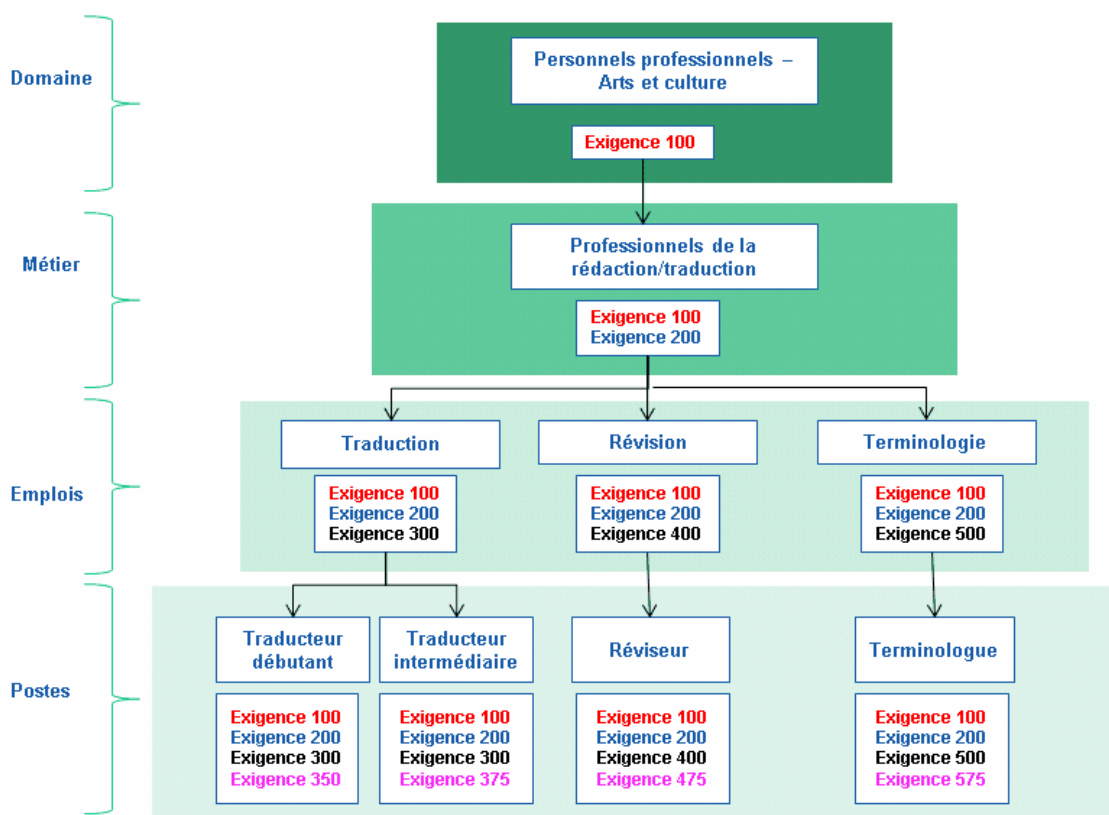 Domaine
Personnels professionnels –
Arts et culture
Exigence 100
Métier
Professionnels de la
rédaction/traduction
Exigence 100
Exigence 200
Emplois
Traduction
Exigence 100
Exigence 200
Exigence 300
Révision
Exigence 100
Exigence 200
Exigence 400
Terminologie
Exigence 100
Exigence 200
Exigence 500
Postes
Traducteur
débutant
Exigence 100
Exigence 200
Exigence 300
Exigence 350
Traducteur
intermédiaire
Exigence 100
Exigence 200
Exigence 300
Exigence 375
Réviseur
Exigence 100
Exigence 200
Exigence 400
Exigence 475
Terminologue
Exigence 100
Exigence 200
Exigence 500
Exigence 575